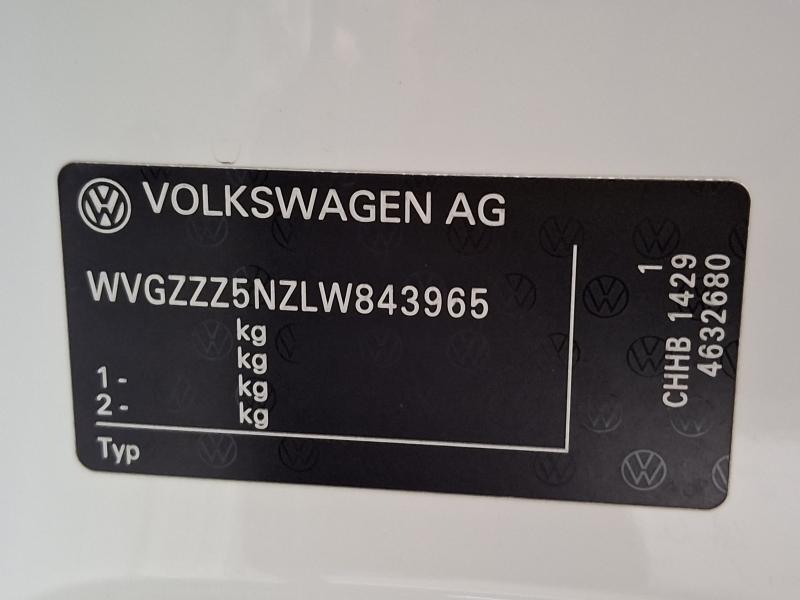 VOLKSWAGEN AG
WVGZZZ5NZLW843965
kg
kg
1 - kg
2 - kg
Typ
1
CHHB 1429
4632680